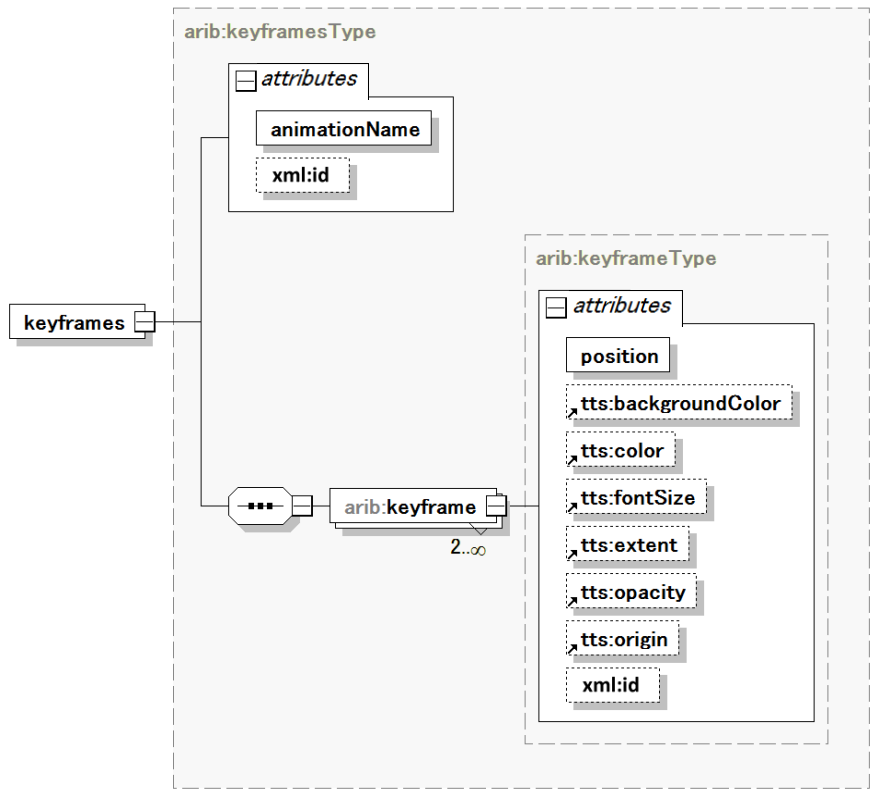 arib:keyframesType
attributes
animationName
xml:id
arib:keyframeType
attributes
keyframes
position
tts:backgroundColor
tts:color
tts:fontSize
arib:keyframe
2..∞
tts:extent
tts:opacity
tts:origin
xml:id